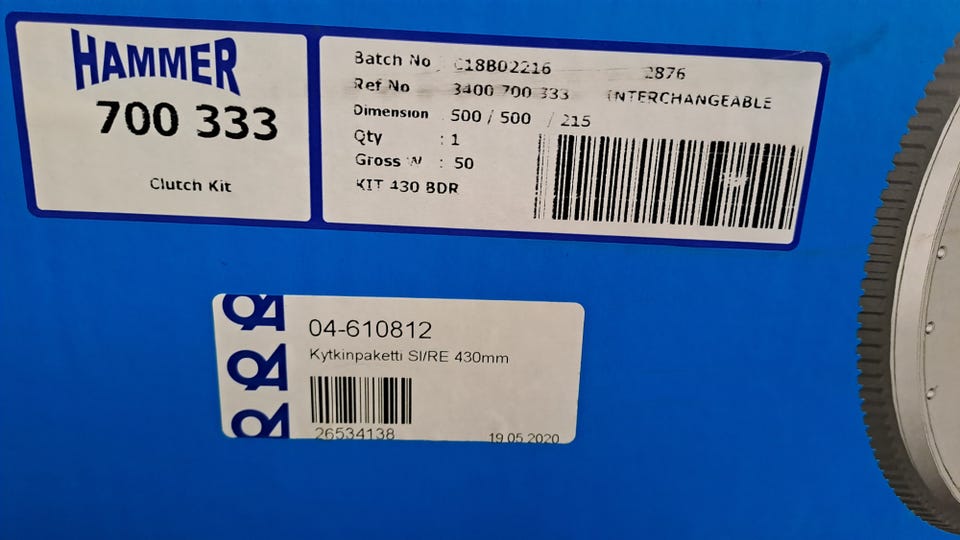 HAMMER
700 333
Clutch Kit
Batch No : C18B02216 2876
Ref No 3400 700 333 INTERCHANGEABLE
Dimension 500 / 500 / 215
Qty : 1
Gross W : 50
KIT 430 BDR
04-610812
Kytkinpaketti SI/RE 430mm
26534138 19.05.2020